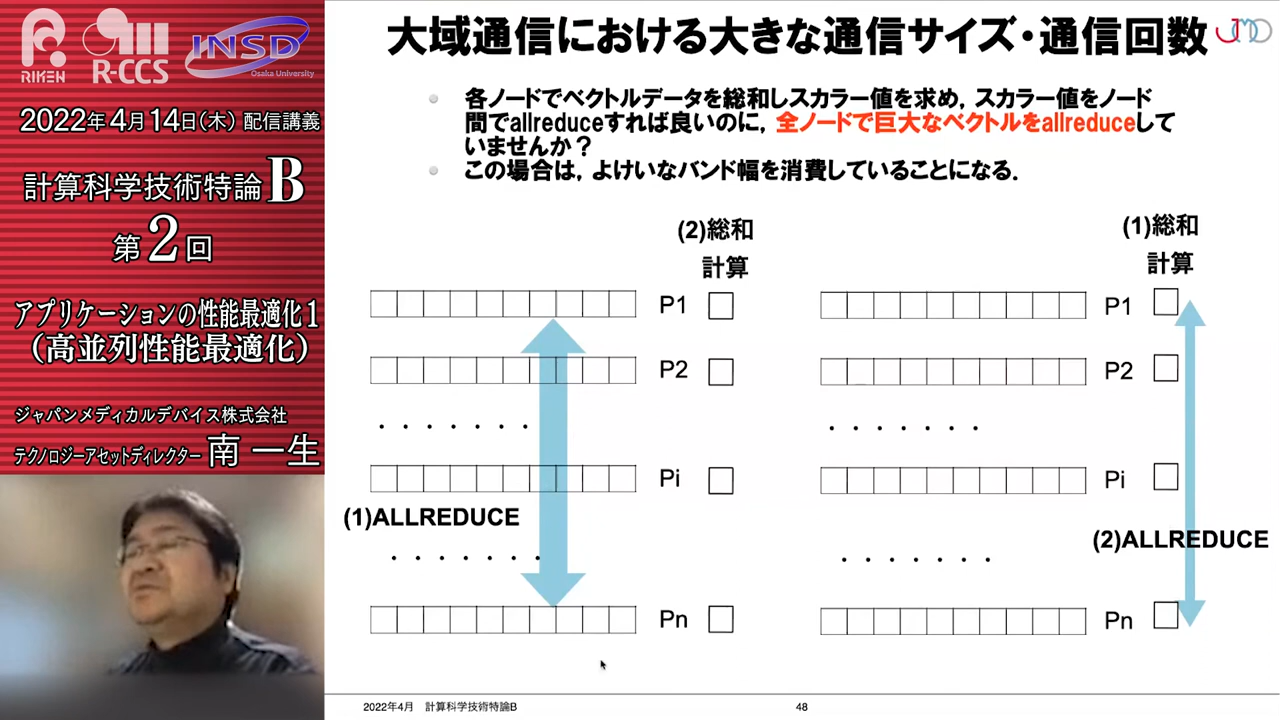 RIKEN
R-CCS
INSD
Osaka University
2022年 4月 14日(木) 配信講義
計算科学技術特論B
第2回
アプリケーションの性能最適化1
(高並列性能最適化)
ジャパンメディカルデバイス株式会社
テクノロジーアセットディレクター 南 一生
大域通信における大きな通信サイズ・通信回数
JMD
各ノードでベクトルデータを総和しスカラー値を求め，スカラー値をノード
間でallreduceすれば良いのに，全ノードで巨大なベクトルをallreduceして
いませんか？
この場合は，よけいなバンド幅を消費していることになる．
(2)総和
計算
P1
P2
・・・・・・・
Pi
(1)ALLREDUCE
・・・・・・・
Pn
(1)総和
計算
P1
P2
・・・・・・・
Pi
(2)ALLREDUCE
・・・・・・・
Pn
2022年4月　計算科学技術特論B
48